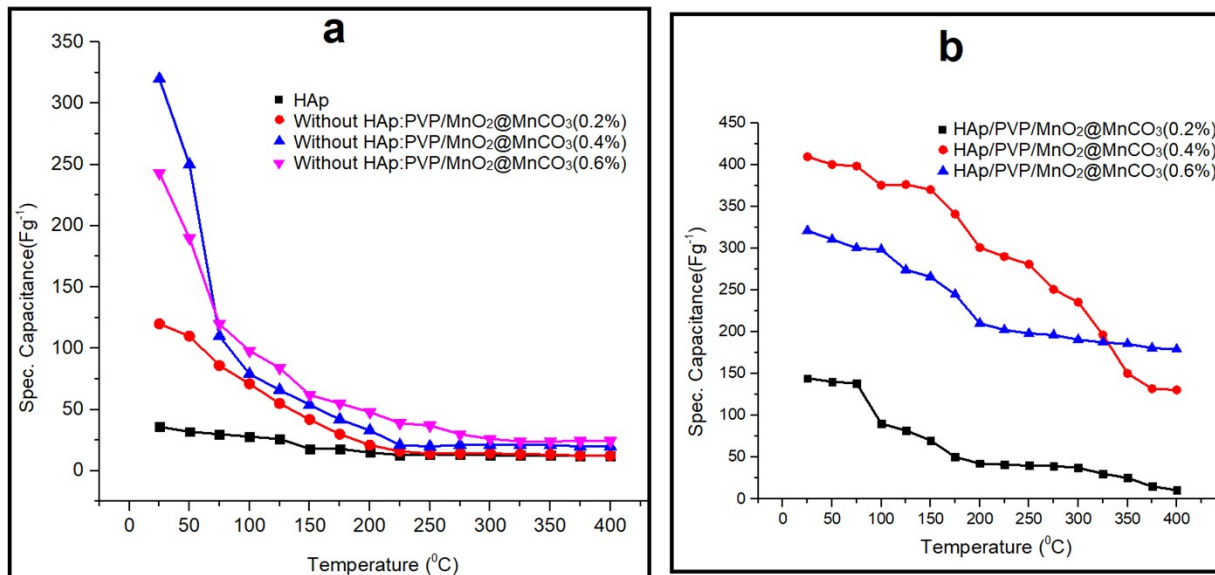 a
350
300
250
200
150
100
50
0
Spec. Capacitance(Fg⁻¹)
HAp
Without HAp:PVP/MnO₂@MnCO₃(0.2%)
Without HAp:PVP/MnO₂@MnCO₃(0.4%)
Without HAp:PVP/MnO₂@MnCO₃(0.6%)
0 50 100 150 200 250 300 350 400
Temperature (⁰C)
b
450
400
350
300
250
200
150
100
50
0
Spec. Capacitance(Fg⁻¹)
HAp/PVP/MnO₂@MnCO₃(0.2%)
HAp/PVP/MnO₂@MnCO₃(0.4%)
HAp/PVP/MnO₂@MnCO₃(0.6%)
0 50 100 150 200 250 300 350 400
Temperature (⁰C)